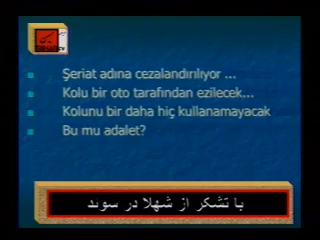 Şeriat adına cezalandırılıyor ...
Kolu bir oto tarafından ezilecek...
Kolunu bir daha hiç kullanamayacak
Bu mu adalet?
با تشکر از شهلا در سوئد